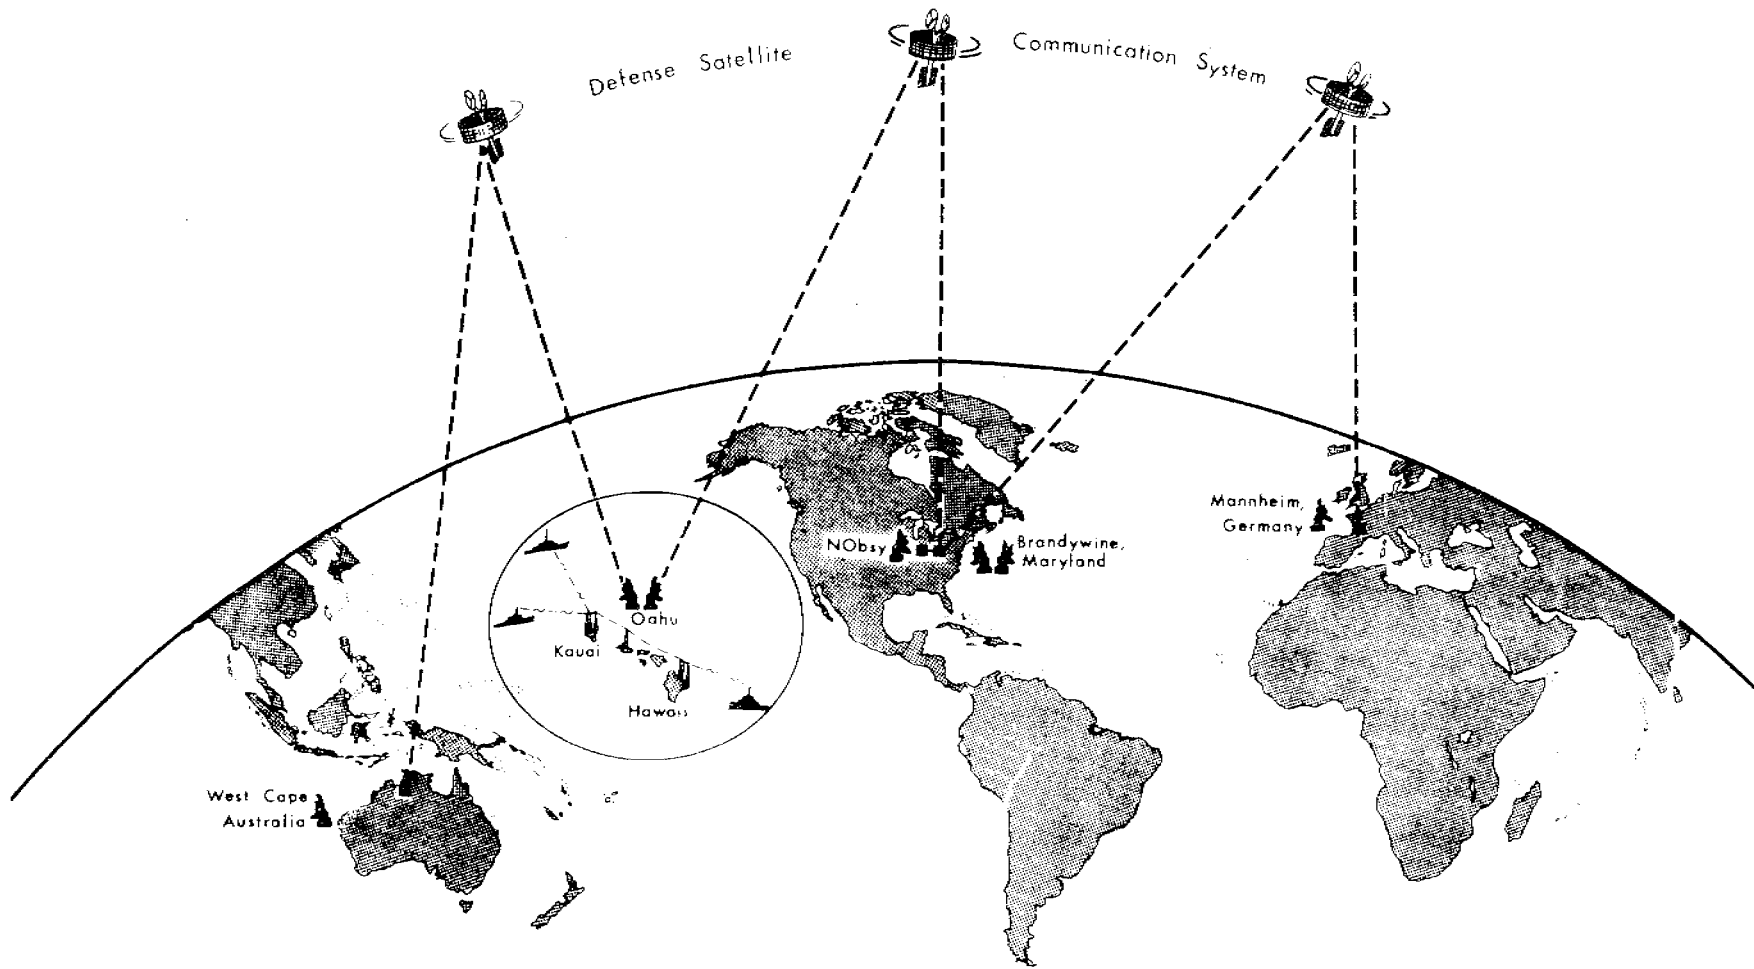 Defense Satellite Communication System
Mannheim,
Germany
NObsy
Brandywine,
Maryland
Oahu
Kauai
Hawaii
West Cape
Australia